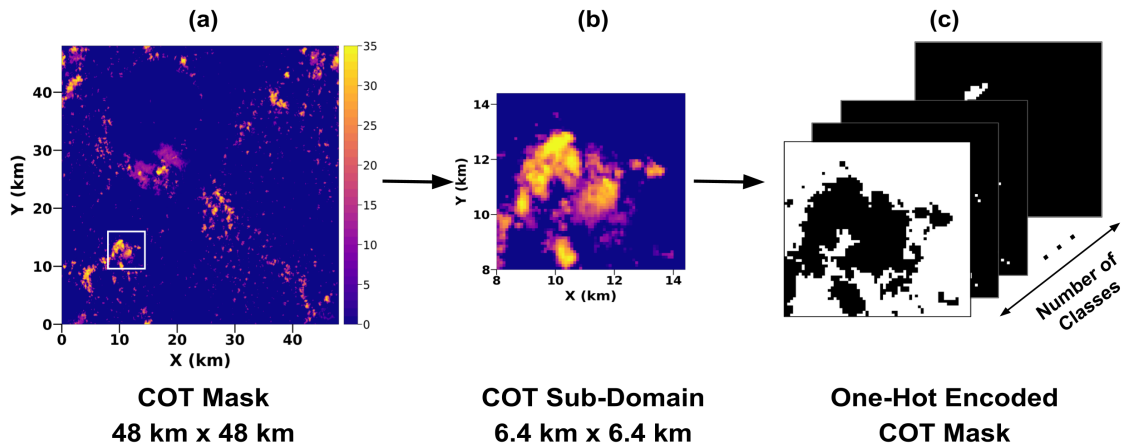 (a)
(b)
(c)
35
30
25
20
15
10
5
0
40
30
20
10
0
Y (km)
0
10
20
30
40
X (km)
14
12
10
8
Y (km)
8
10
12
14
X (km)
Number of
Classes
COT Mask
48 km x 48 km
COT Sub-Domain
6.4 km x 6.4 km
One-Hot Encoded
COT Mask